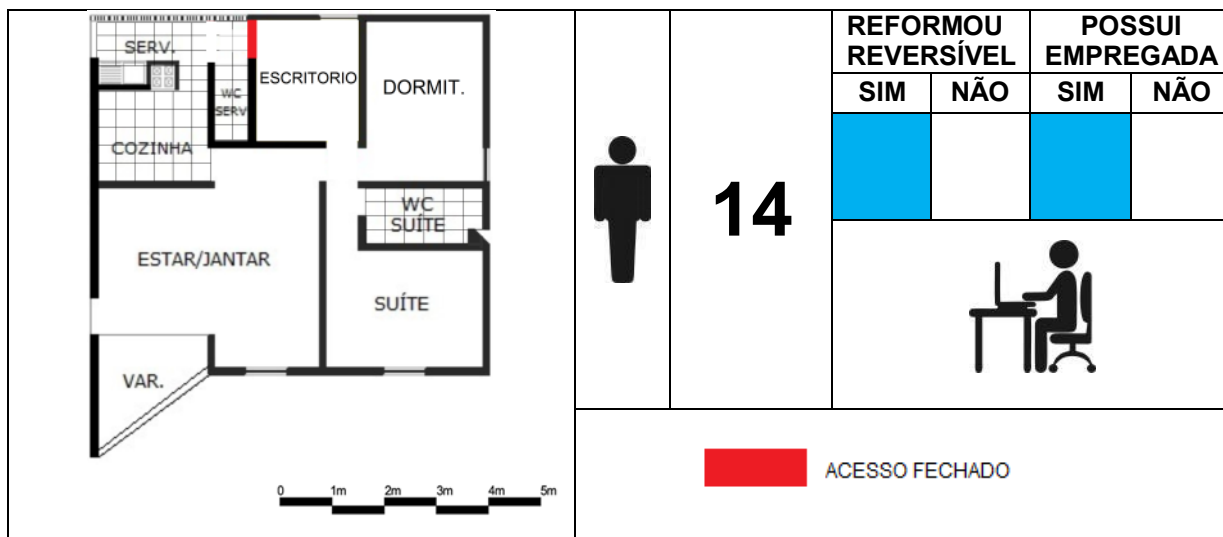 SERV.
ESCRITORIO
DORMIT.
WC
SERV
COZINHA
WC
SUÍTE
ESTAR/JANTAR
SUÍTE
VAR.
0 1m 2m 3m 4m 5m
14
REFORMOU
REVERSÍVEL
POSSUI
EMPREGADA
SIM NÃO SIM NÃO
ACESSO FECHADO